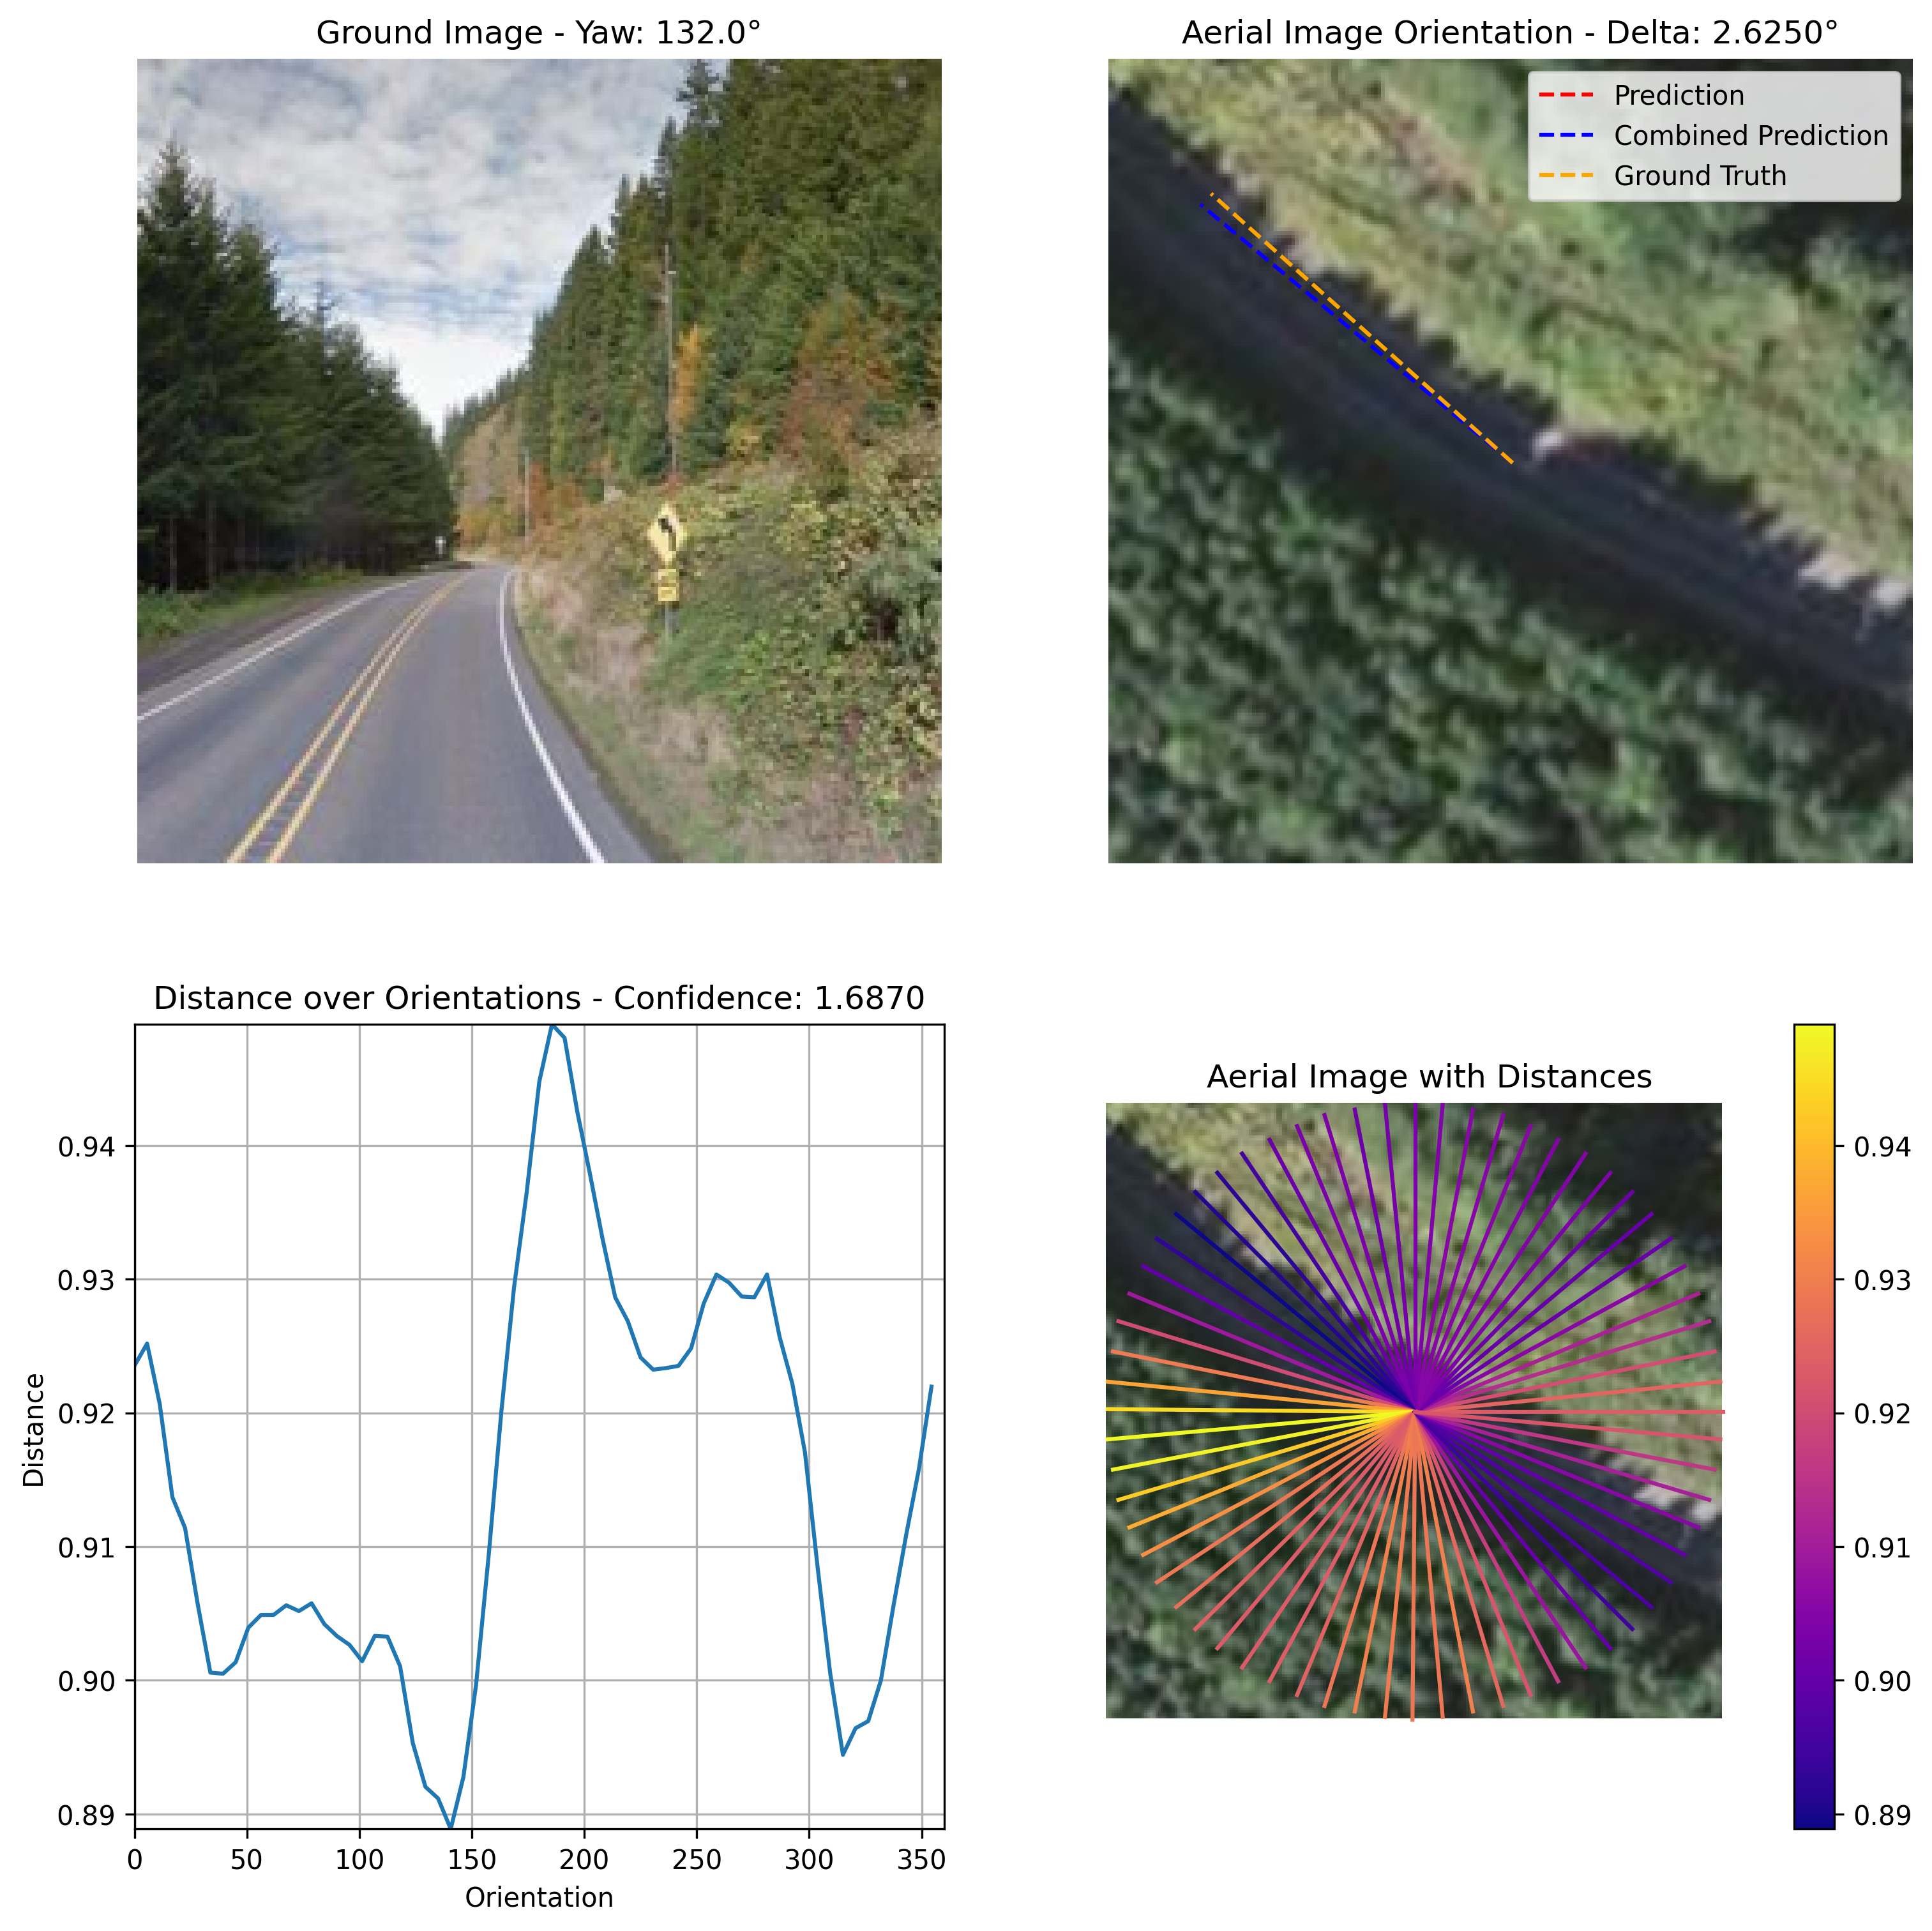 Ground Image - Yaw: 132.0°
Aerial Image Orientation - Delta: 2.6250°
Prediction
Combined Prediction
Ground Truth
Distance over Orientations - Confidence: 1.6870
0.94
0.93
0.92
0.91
0.90
0.89
Distance
0
50
100
150
200
250
300
350
Orientation
Aerial Image with Distances
0.94
0.93
0.92
0.91
0.90
0.89